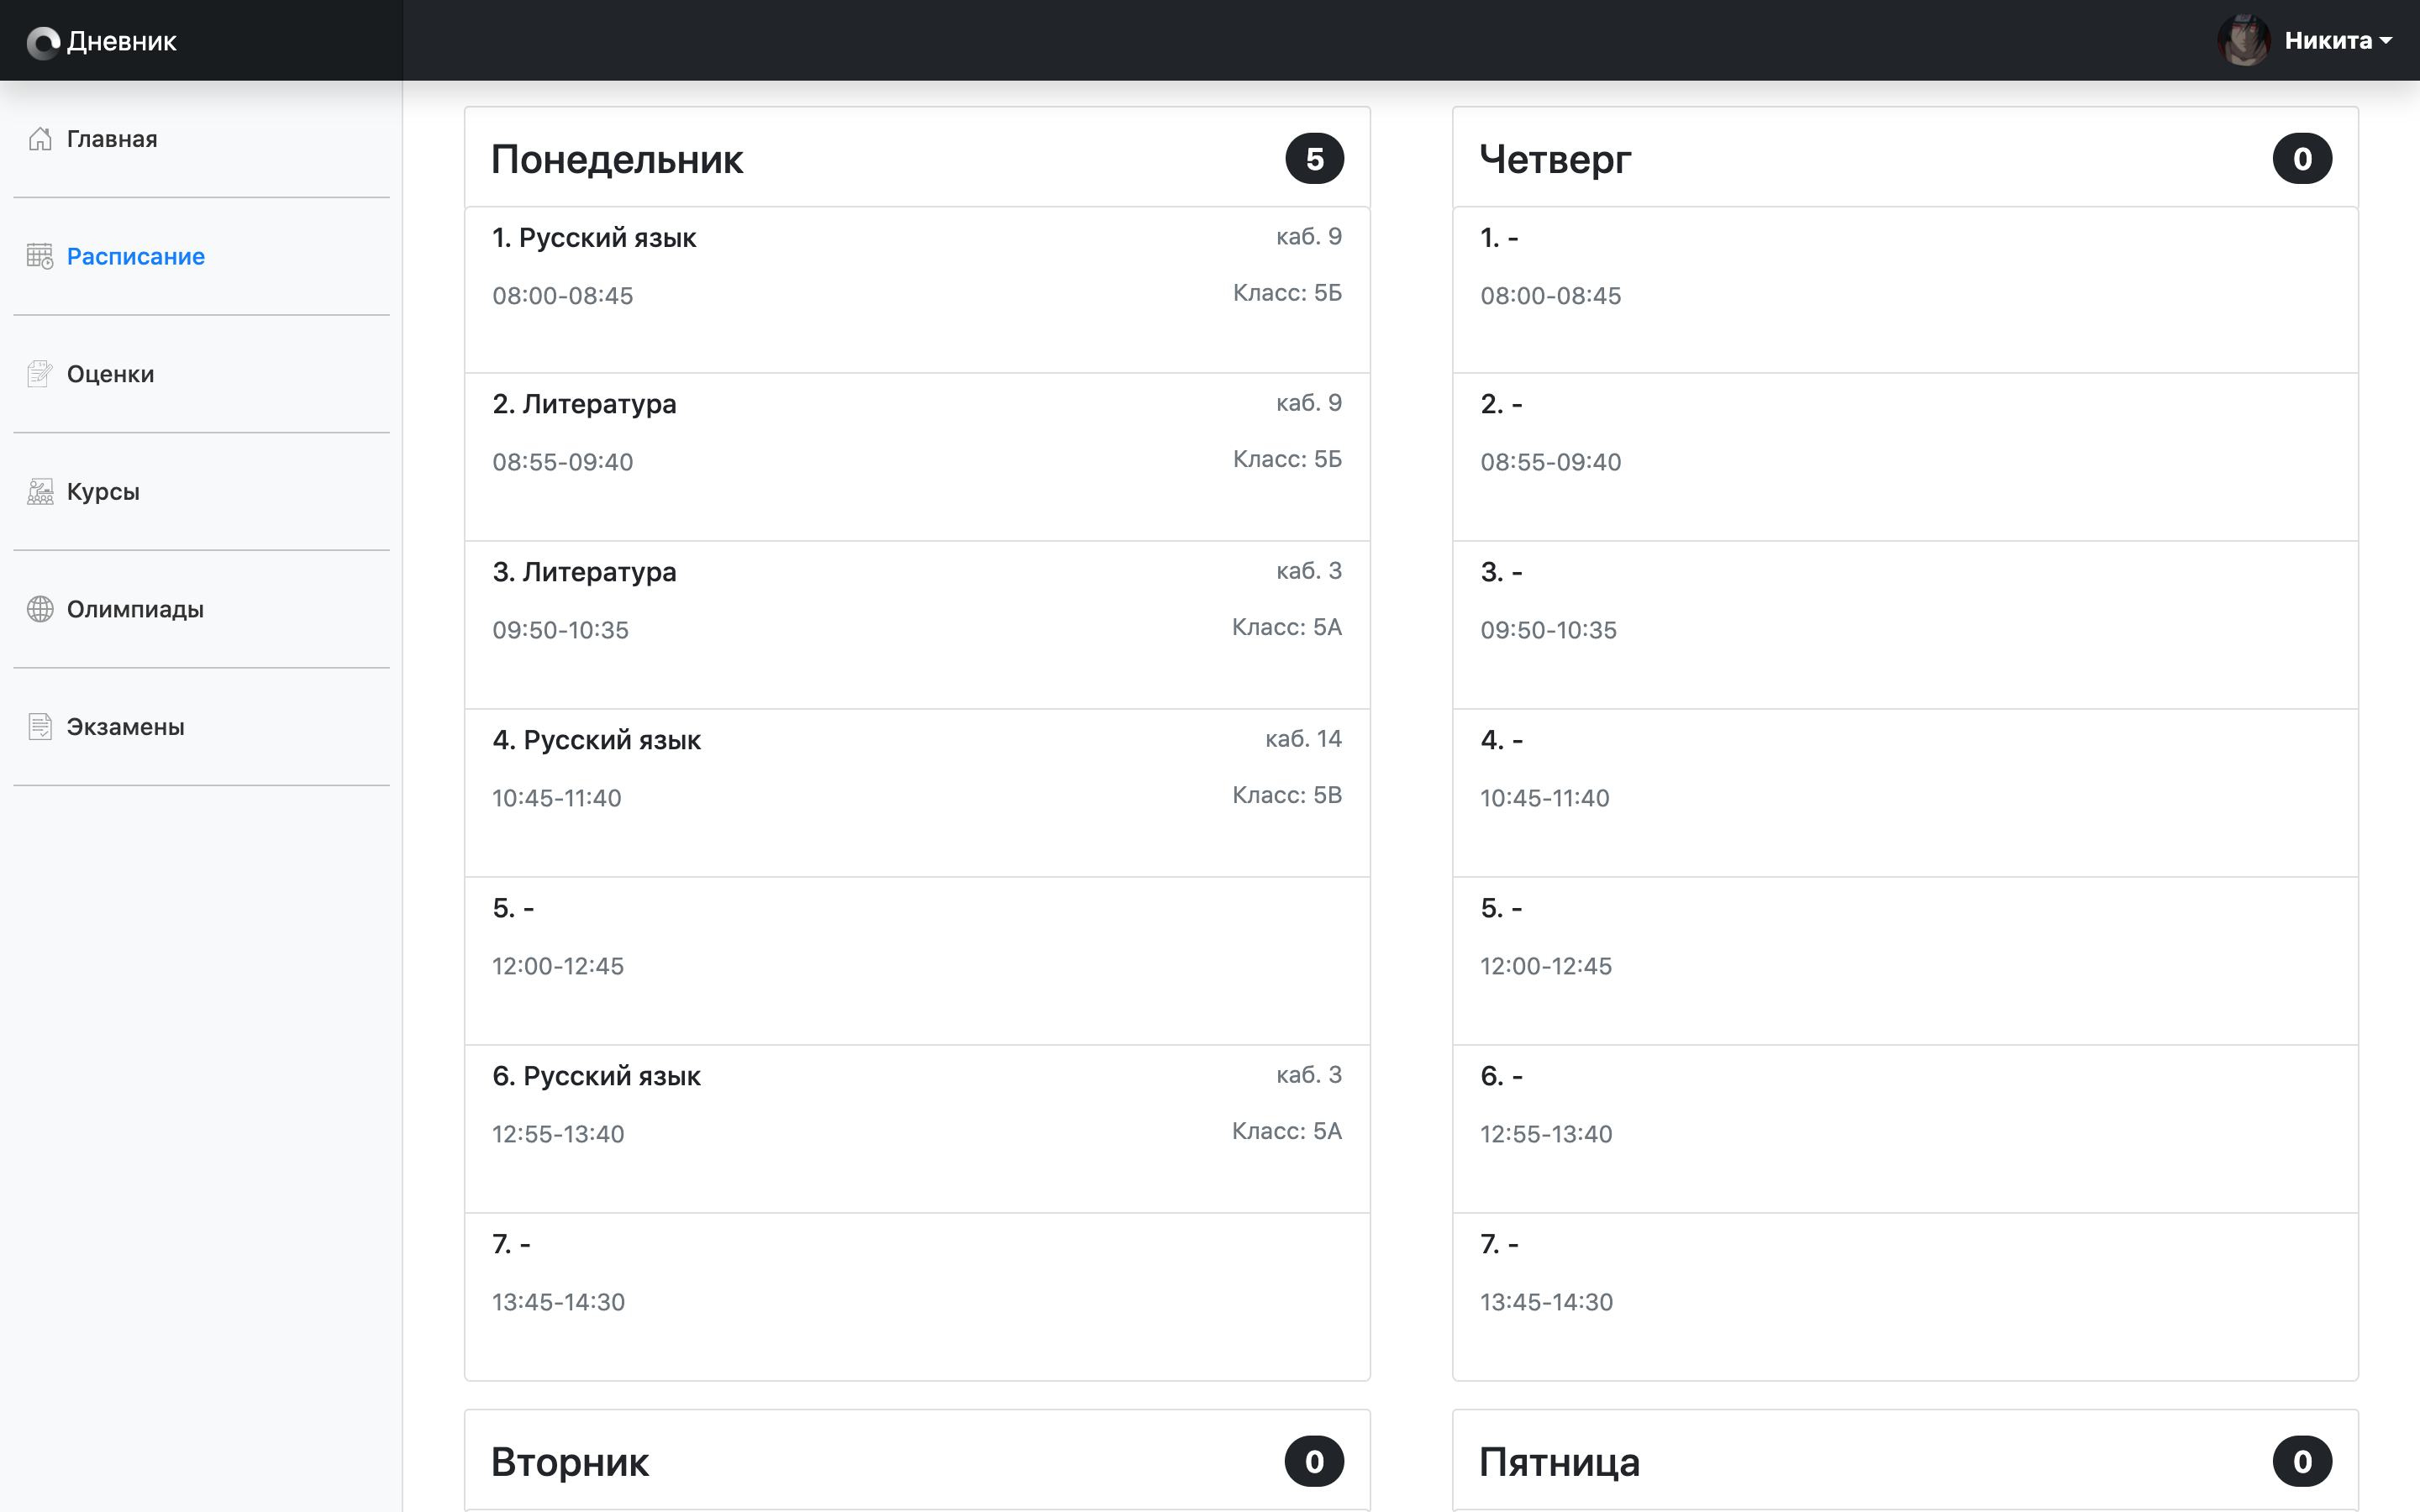 Дневник
Никита
Главная
Расписание
Оценки
Курсы
Олимпиады
Экзамены
Понедельник 5
1. Русский язык каб. 9
08:00-08:45 Класс: 5Б
2. Литература каб. 9
08:55-09:40 Класс: 5Б
3. Литература каб. 3
09:50-10:35 Класс: 5А
4. Русский язык каб. 14
10:45-11:40 Класс: 5В
5. -
12:00-12:45
6. Русский язык каб. 3
12:55-13:40 Класс: 5А
7. -
13:45-14:30
Вторник 0
Четверг 0
1. -
08:00-08:45
2. -
08:55-09:40
3. -
09:50-10:35
4. -
10:45-11:40
5. -
12:00-12:45
6. -
12:55-13:40
7. -
13:45-14:30
Пятница 0